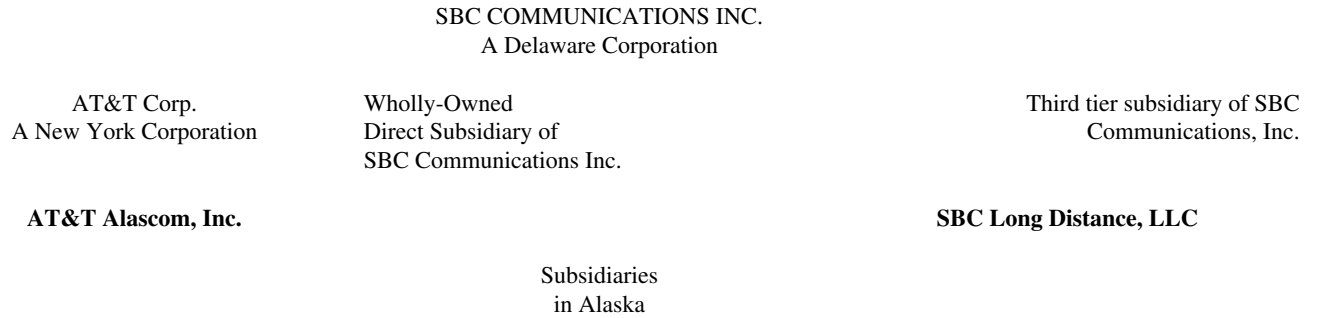 SBC COMMUNICATIONS INC.
A Delaware Corporation
AT&T Corp.
A New York Corporation
Wholly-Owned
Direct Subsidiary of
SBC Communications Inc.
Third tier subsidiary of SBC
Communications, Inc.
AT&T Alascom, Inc.
SBC Long Distance, LLC
Subsidiaries
in Alaska